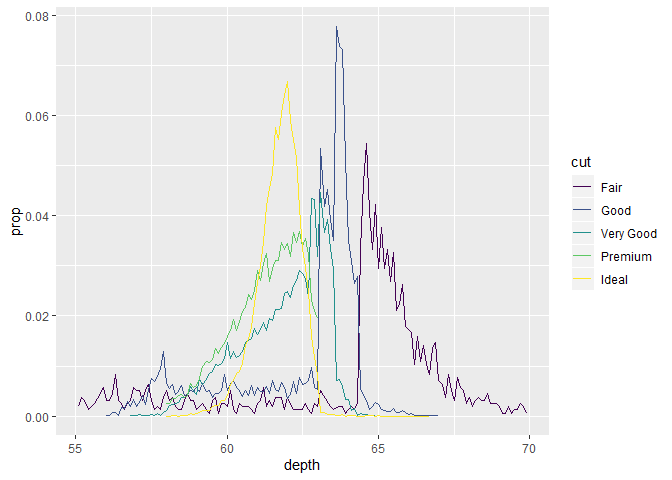 0.08
0.06
0.04
0.02
0.00
prop
55
60
65
70
depth
cut
Fair
Good
Very Good
Premium
Ideal